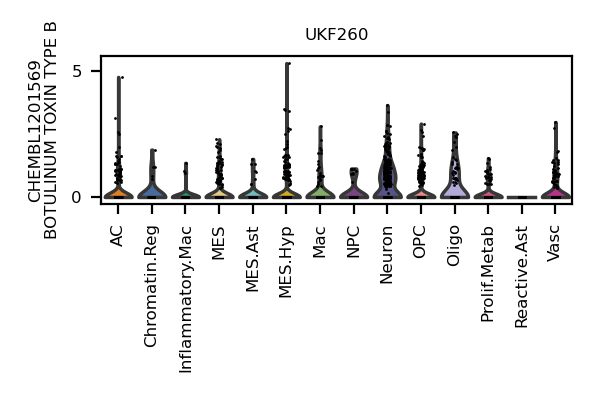 UKF260
CHEMBL1201569
BOTULINUM TOXIN TYPE B
5
0
AC
Chromatin.Reg
Inflammatory.Mac
MES
MES.Ast
MES.Hyp
Mac
NPC
Neuron
OPC
Oligo
Prolif.Metab
Reactive.Ast
Vasc